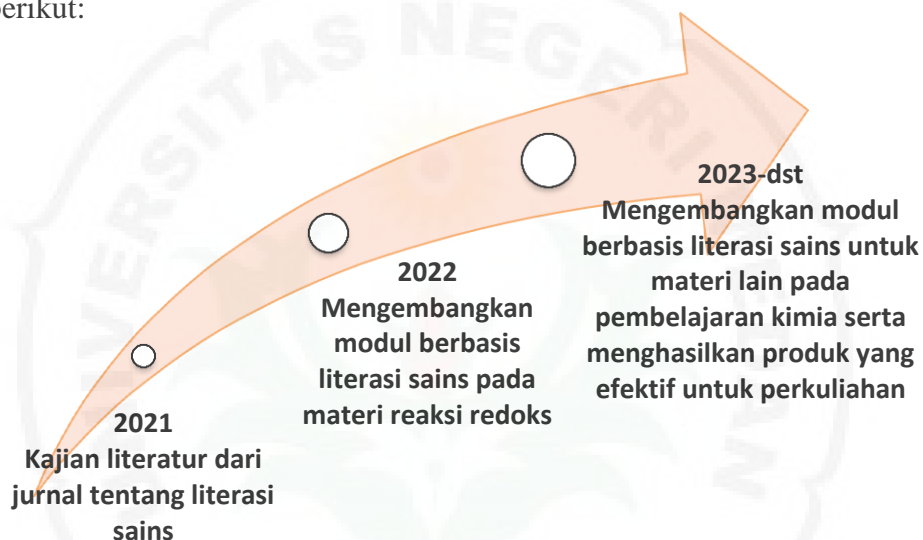 berikut:
2021
Kajian literatur dari
jurnal tentang literasi
sains
2022
Mengembangkan
modul berbasis
literasi sains pada
materi reaksi redoks
2023-dst
Mengembangkan modul
berbasis literasi sains untuk
materi lain pada
pembelajaran kimia serta
menghasilkan produk yang
efektif untuk perkuliahan